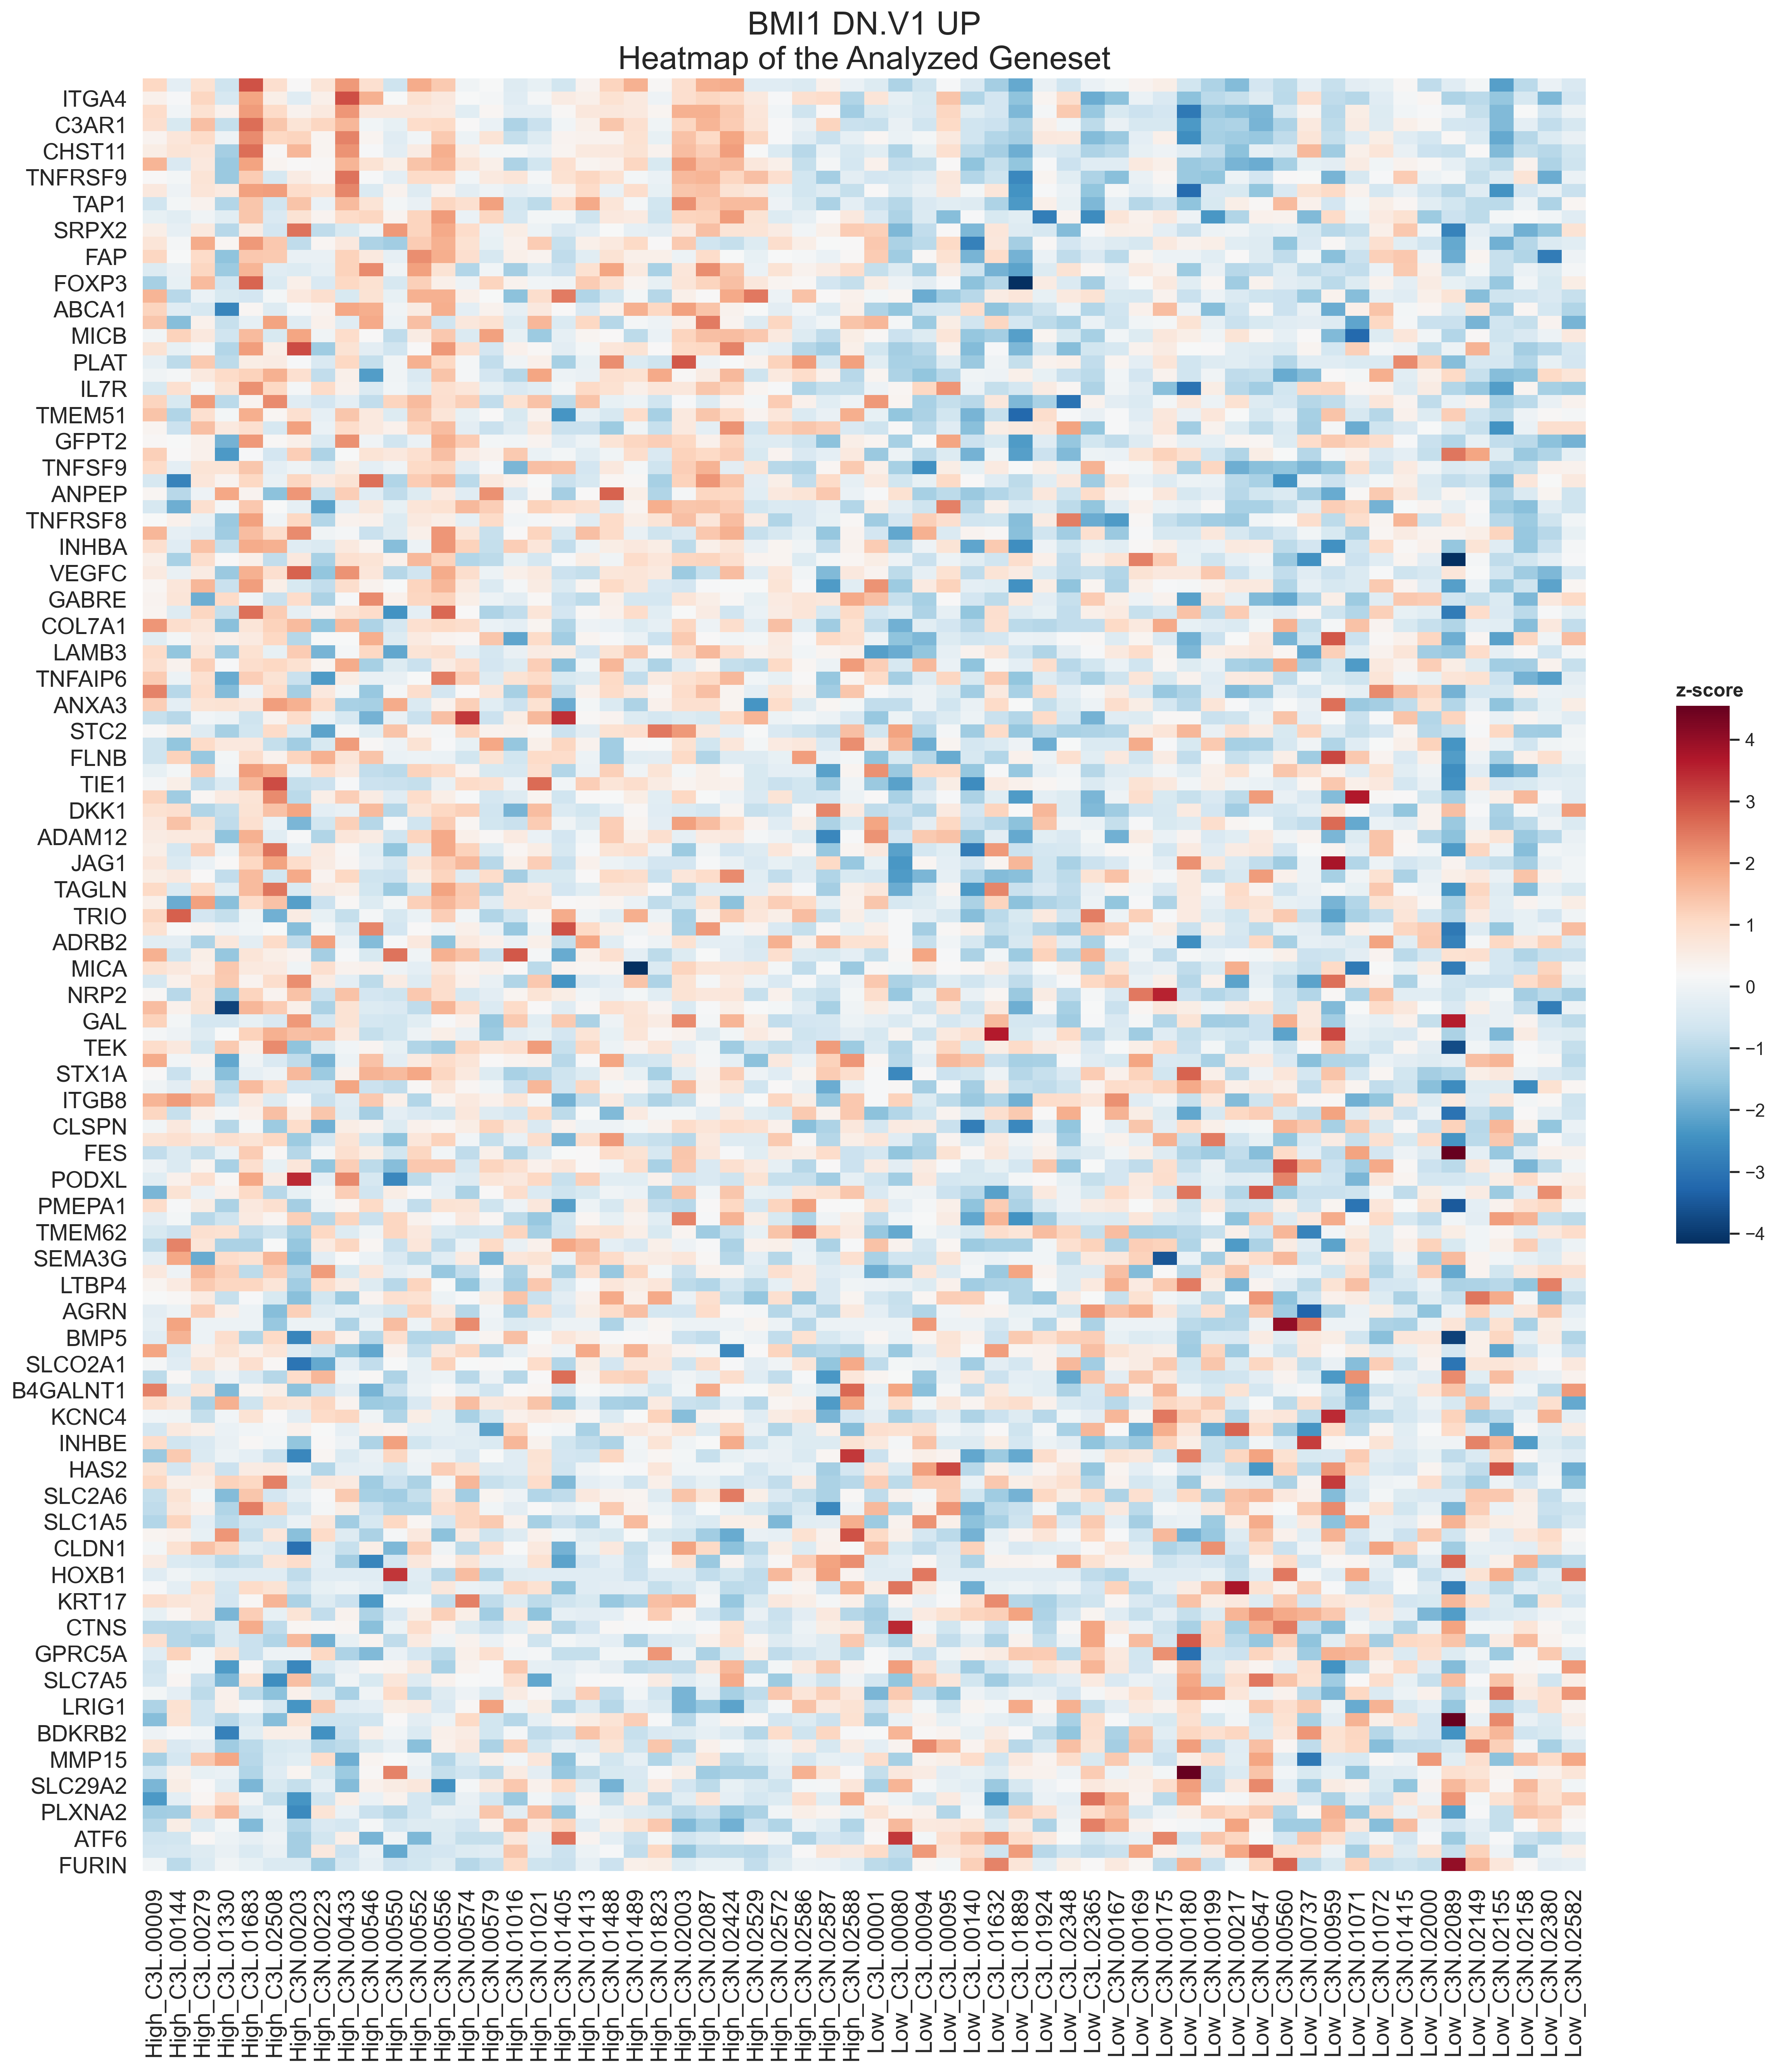 BMI1 DN.V1 UP
Heatmap of the Analyzed Geneset
ITGA4
C3AR1
CHST11
TNFRSF9
TAP1
SRPX2
FAP
FOXP3
ABCA1
MICB
PLAT
IL7R
TMEM51
GFPT2
TNFSF9
ANPEP
TNFRSF8
INHBA
VEGFC
GABRE
COL7A1
LAMB3
TNFAIP6
ANXA3
STC2
FLNB
TIE1
DKK1
ADAM12
JAG1
TAGLN
TRIO
ADRB2
MICA
NRP2
GAL
TEK
STX1A
ITGB8
CLSPN
FES
PODXL
PMEPA1
TMEM62
SEMA3G
LTBP4
AGRN
BMP5
SLCO2A1
B4GALNT1
KCNC4
INHBE
HAS2
SLC2A6
SLC1A5
CLDN1
HOXB1
KRT17
CTNS
GPRC5A
SLC7A5
LRIG1
BDKRB2
MMP15
SLC29A2
PLXNA2
ATF6
FURIN
High_C3L.00009
High_C3L.00144
High_C3L.00279
High_C3L.01330
High_C3L.01683
High_C3L.02508
High_C3N.00203
High_C3N.00223
High_C3N.00433
High_C3N.00546
High_C3N.00550
High_C3N.00552
High_C3N.00556
High_C3N.00574
High_C3N.00579
High_C3N.01016
High_C3N.01021
High_C3N.01405
High_C3N.01413
High_C3N.01488
High_C3N.01489
High_C3N.01823
High_C3N.02003
High_C3N.02087
High_C3N.02424
High_C3N.02529
High_C3N.02572
High_C3N.02586
High_C3N.02587
High_C3N.02588
Low_C3L.00001
Low_C3L.00080
Low_C3L.00094
Low_C3L.00095
Low_C3L.00140
Low_C3L.01632
Low_C3L.01889
Low_C3L.01924
Low_C3L.02348
Low_C3L.02365
Low_C3N.00167
Low_C3N.00169
Low_C3N.00175
Low_C3N.00180
Low_C3N.00199
Low_C3N.00217
Low_C3N.00547
Low_C3N.00560
Low_C3N.00737
Low_C3N.00959
Low_C3N.01071
Low_C3N.01072
Low_C3N.01415
Low_C3N.02000
Low_C3N.02089
Low_C3N.02149
Low_C3N.02155
Low_C3N.02158
Low_C3N.02380
Low_C3N.02582
z-score
4
3
2
1
0
−1
−2
−3
−4